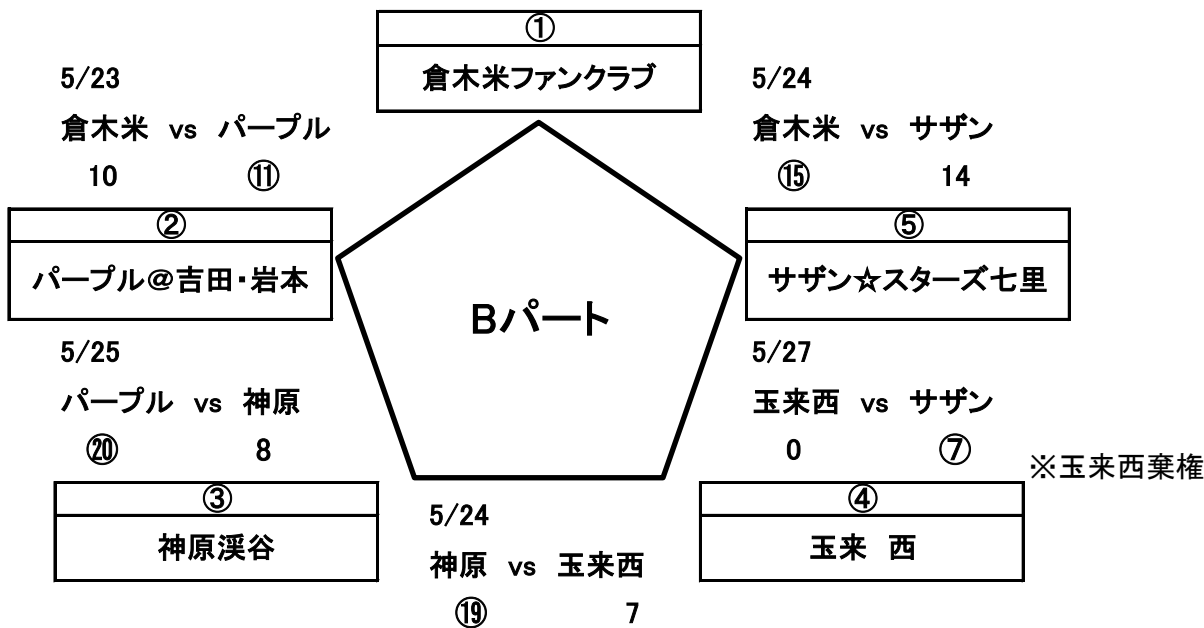 ①
倉木米ファンクラブ
5/23
倉木米 vs パープル
10 ⑪
5/24
倉木米 vs サザン
⑮ 14
②
パープル@吉田・岩本
⑤
サザン☆スターズ七里
Bパート
5/25
パープル vs 神原
⑳ 8
5/27
玉来西 vs サザン
0 ⑦
※玉来西棄権
③
神原渓谷
④
玉来 西
5/24
神原 vs 玉来西
⑲ 7